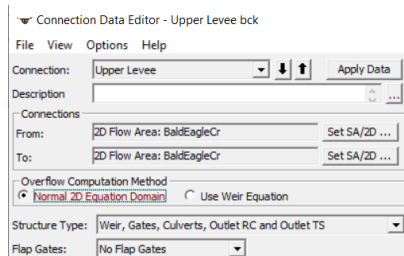 Connection Data Editor - Upper Levee bck
File View Options Help
Connection: Upper Levee Apply Data
Description ...
Connections
From: 2D Flow Area: BaldEagleCr Set SA/2D ...
To: 2D Flow Area: BaldEagleCr Set SA/2D ...
Overflow Computation Method
Normal 2D Equation Domain Use Weir Equation
Structure Type: Weir, Gates, Culverts, Outlet RC and Outlet TS
Flap Gates: No Flap Gates